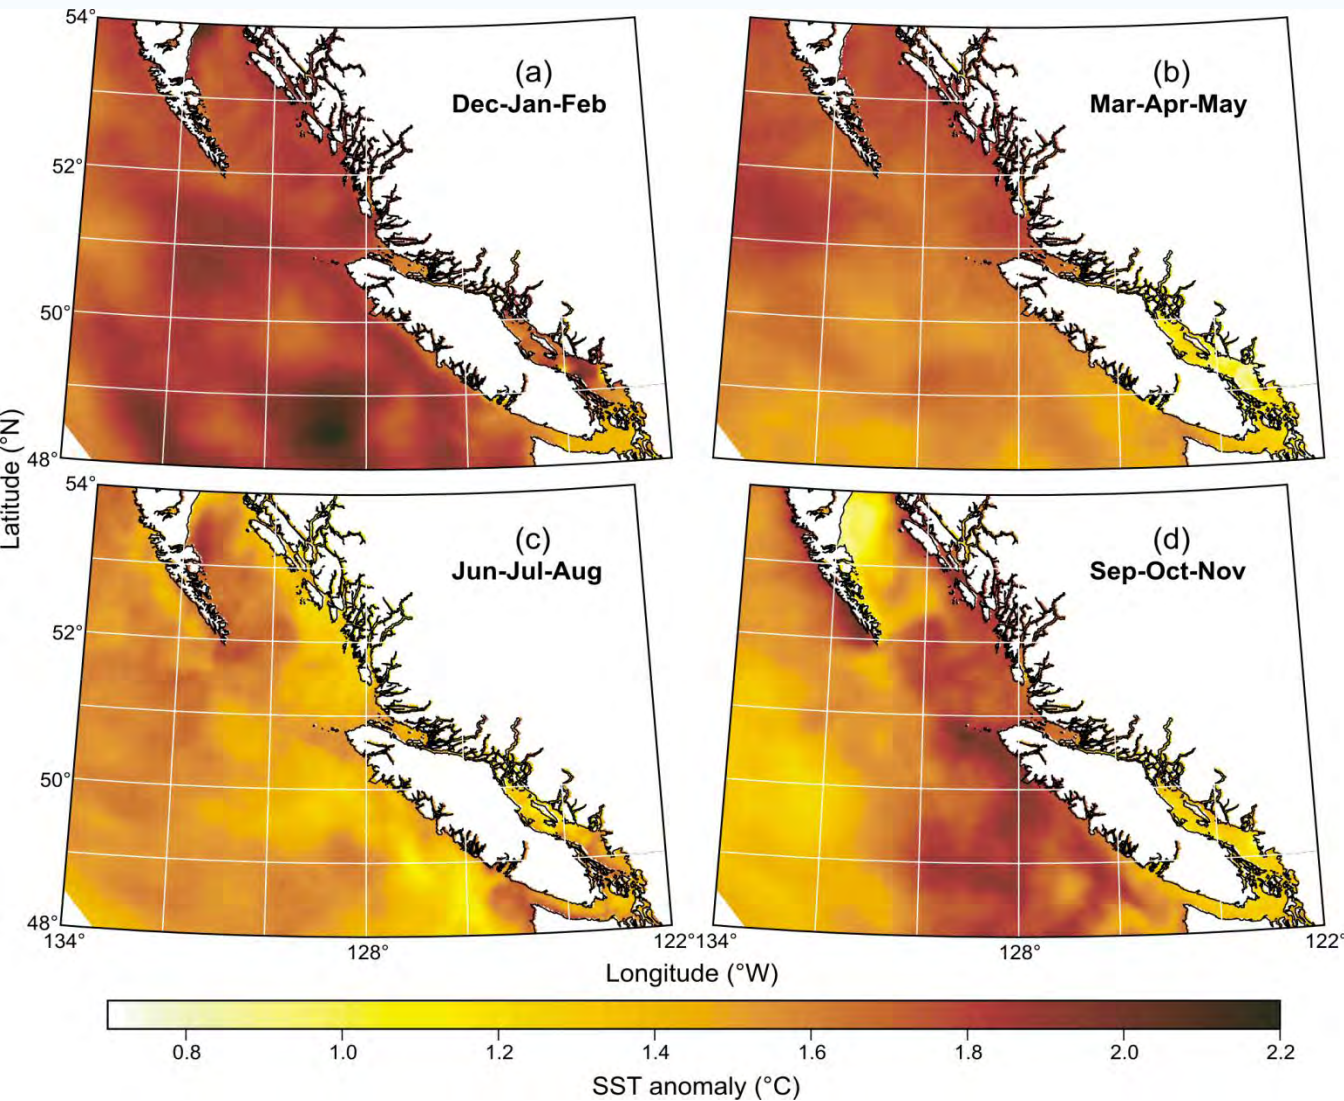 54°
(a)
Dec-Jan-Feb
(b)
Mar-Apr-May
52°
50°
48°
54°
(c)
Jun-Jul-Aug
(d)
Sep-Oct-Nov
52°
50°
48°
Latitude (°N)
134°
128°
122°
134°
128°
122°
Longitude (°W)
0.8 1.0 1.2 1.4 1.6 1.8 2.0 2.2
SST anomaly (°C)